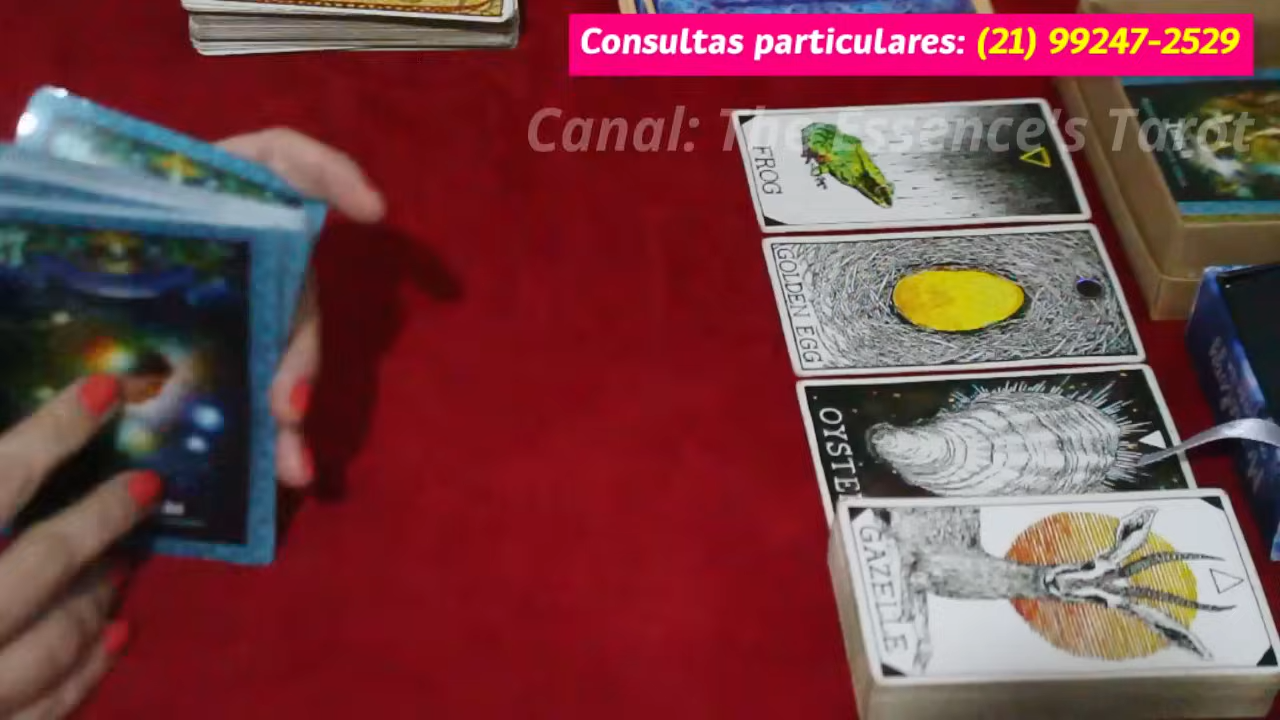 Consultas particulares: (21) 99247-2529
Canal: The Essence's Tarot
FROG
GOLDEN EGG
OYSTE
GAZELLE